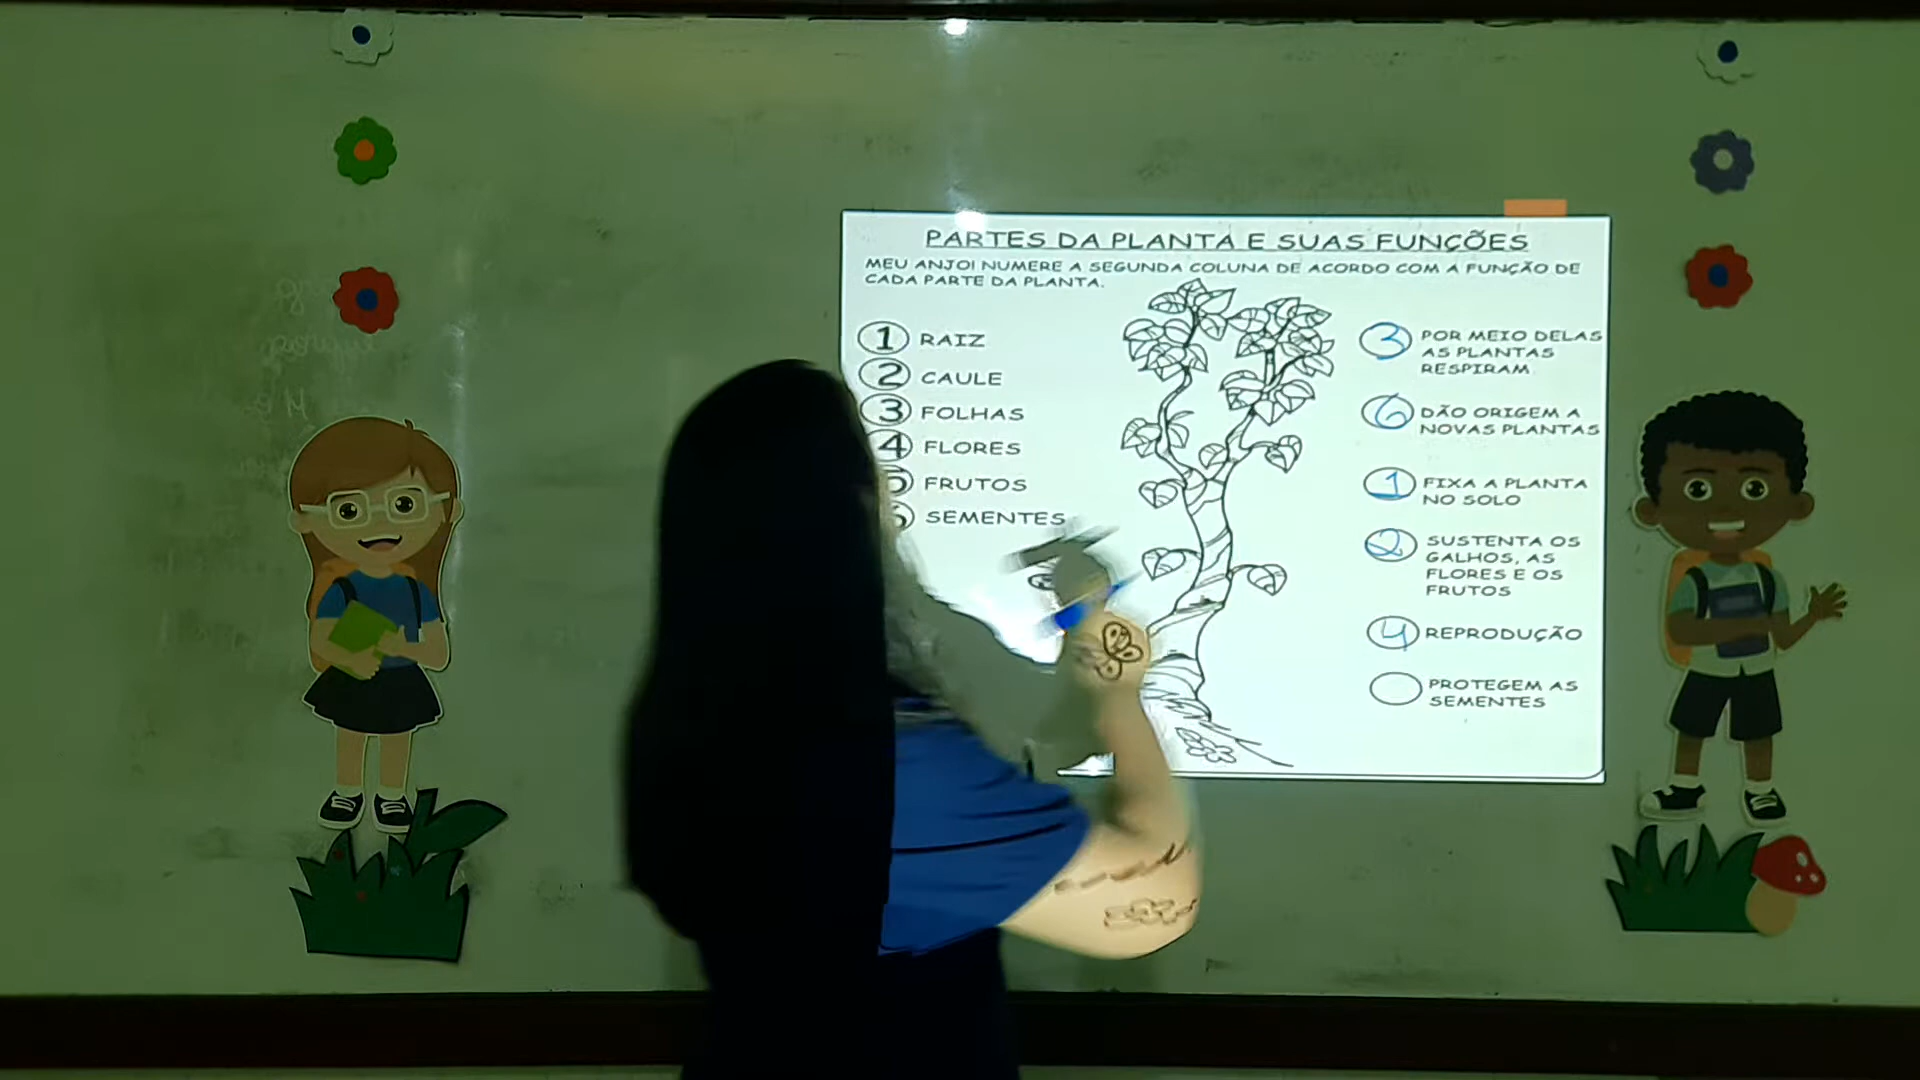 PARTES DA PLANTA E SUAS FUNÇÕES
MEU ANJO! NUMERE A SEGUNDA COLUNA DE ACORDO COM A FUNÇÃO DE
CADA PARTE DA PLANTA.
1 RAIZ
2 CAULE
3 FOLHAS
4 FLORES
5 FRUTOS
6 SEMENTES
3 POR MEIO DELAS
AS PLANTAS
RESPIRAM
6 DÃO ORIGEM A
NOVAS PLANTAS
1 FIXA A PLANTA
NO SOLO
2 SUSTENTA OS
GALHOS, AS
FLORES E OS
FRUTOS
4 REPRODUÇÃO
PROTEGEM AS
SEMENTES